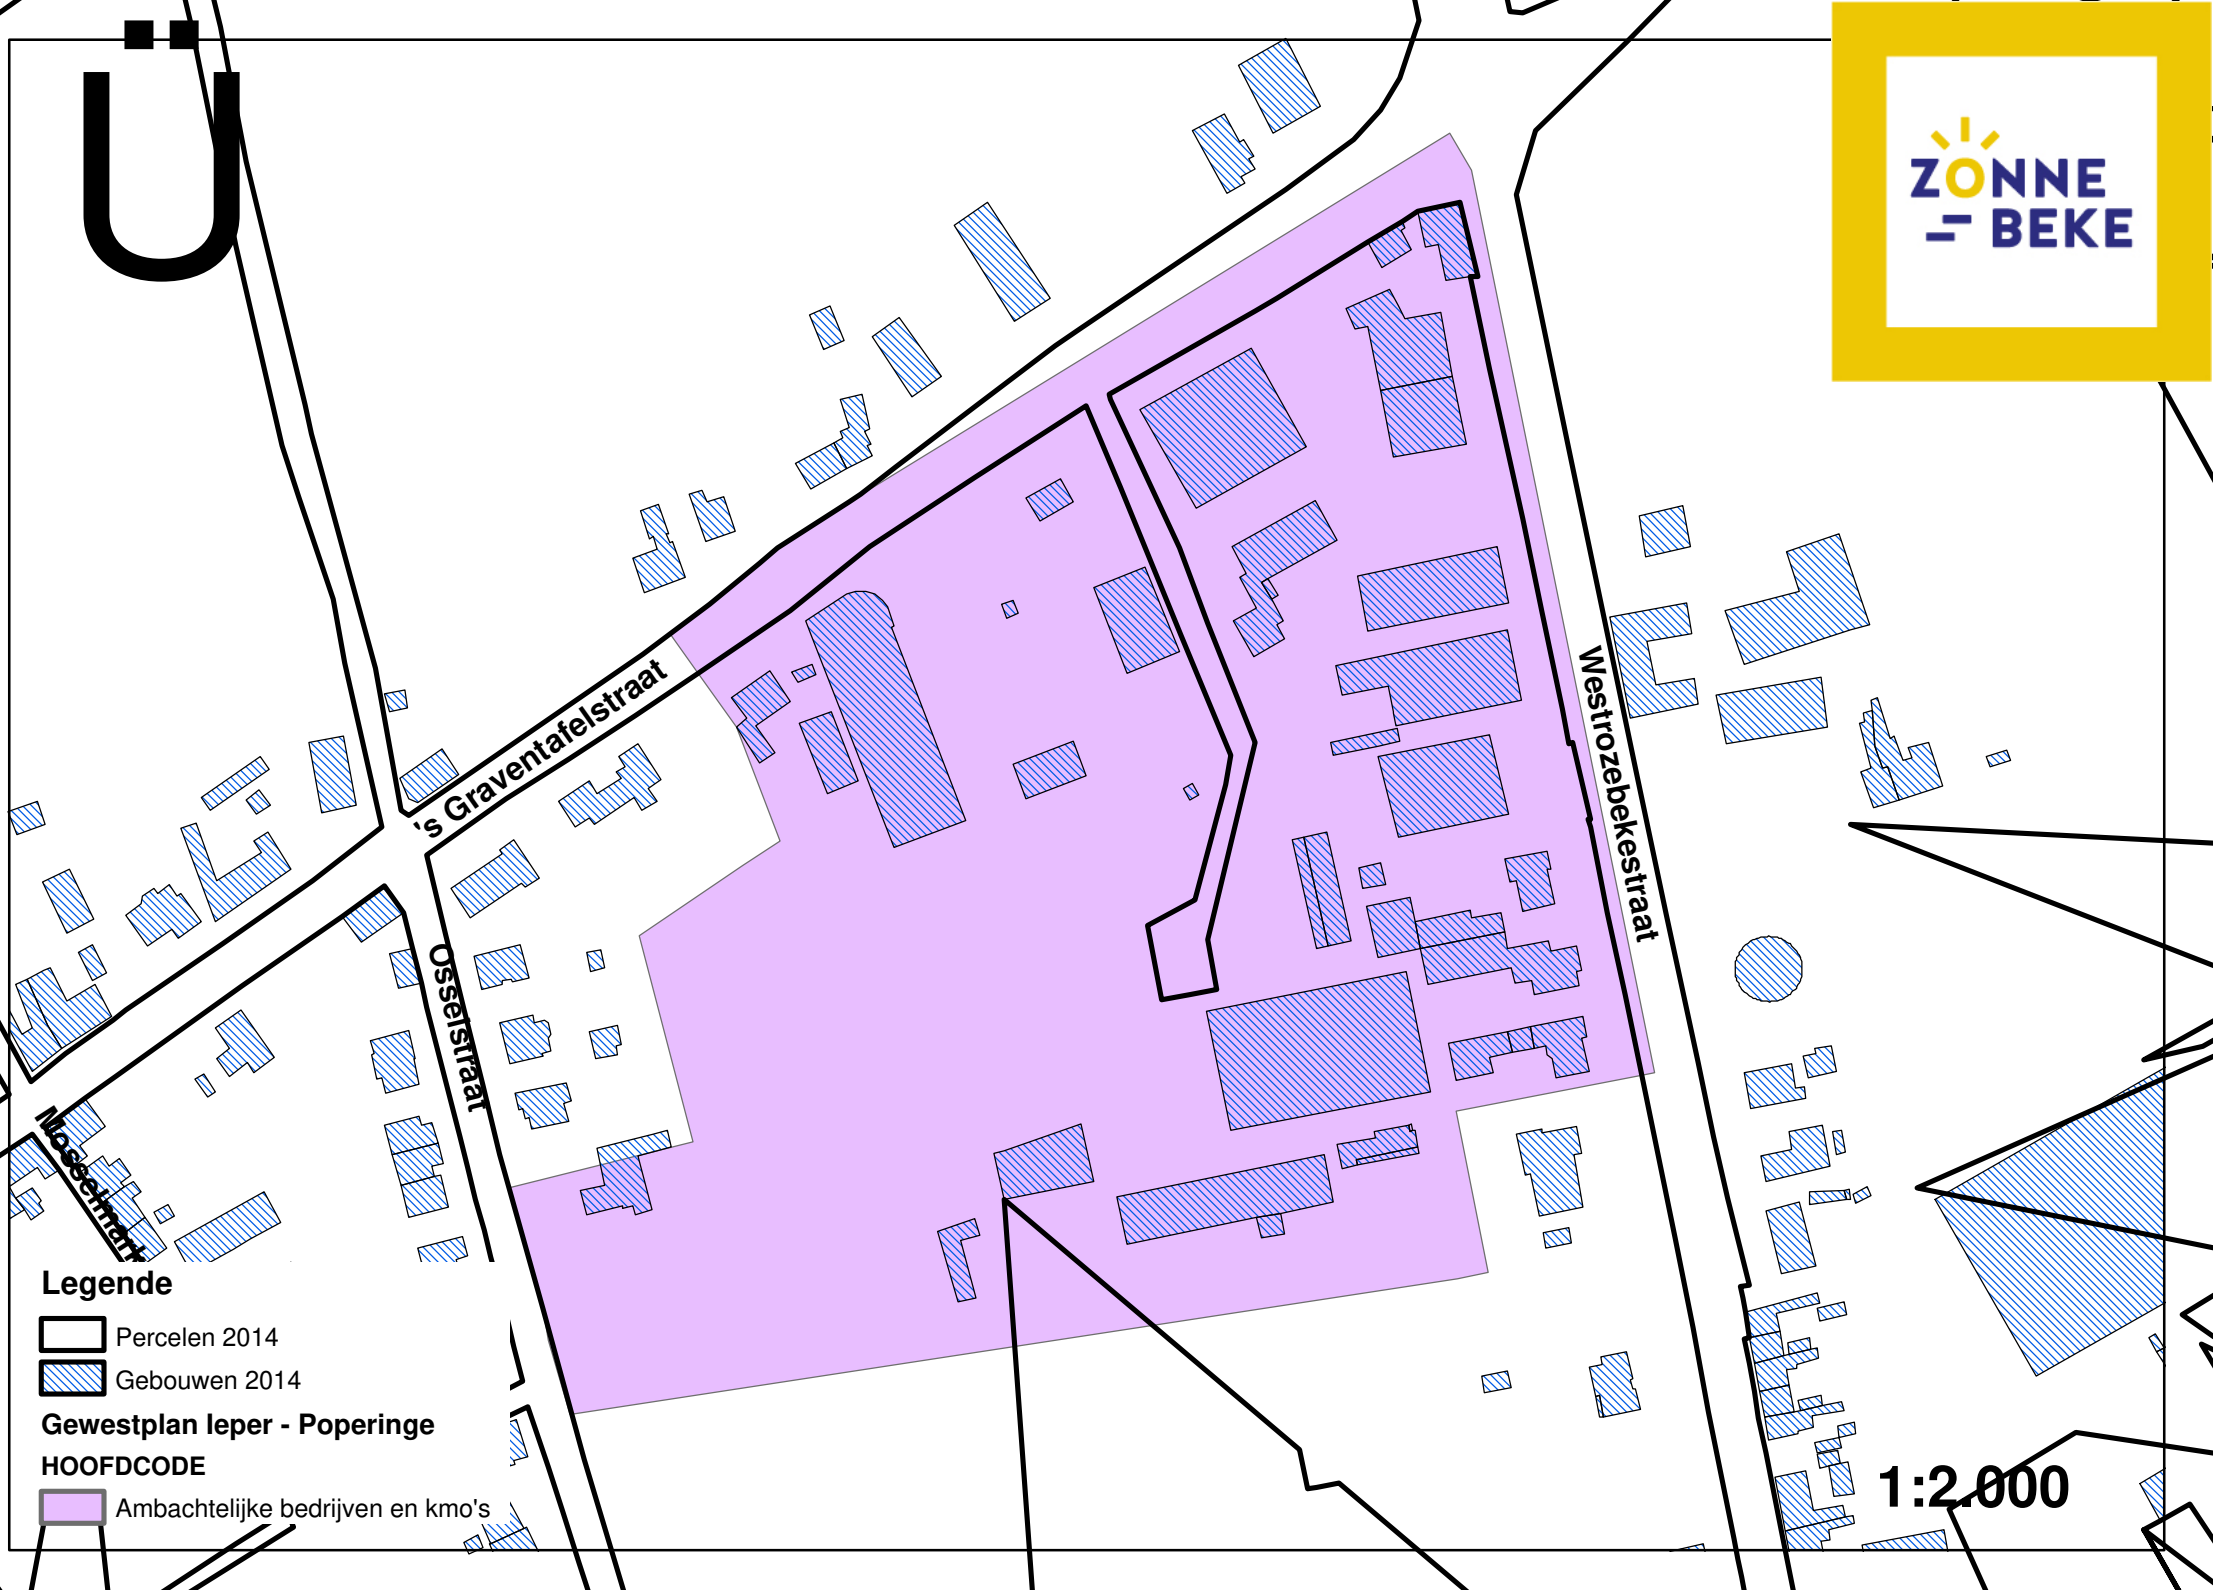 Ü
ZONNE
BEKE
's Graventafelstraat
Westrozebekestraat
Osselstraat
Moselmark
Legende
Percelen 2014
Gebouwen 2014
Gewestplan Ieper - Poperinge
HOOFDCODE
Ambachtelijke bedrijven en kmo's
1:2.000